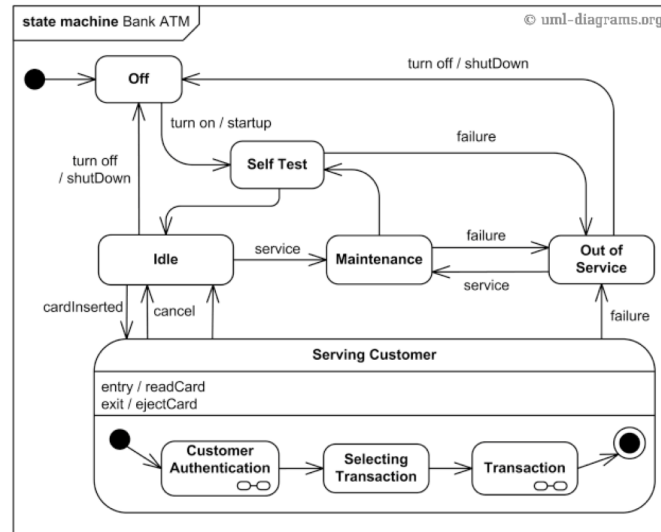 state machine Bank ATM
© uml-diagrams.org
Off
turn off / shutDown
turn on / startup
failure
turn off
/ shutDown
Self Test
Idle
service
Maintenance
failure
service
Out of
Service
cardInserted
cancel
failure
Serving Customer
entry / readCard
exit / ejectCard
Customer
Authentication
Selecting
Transaction
Transaction